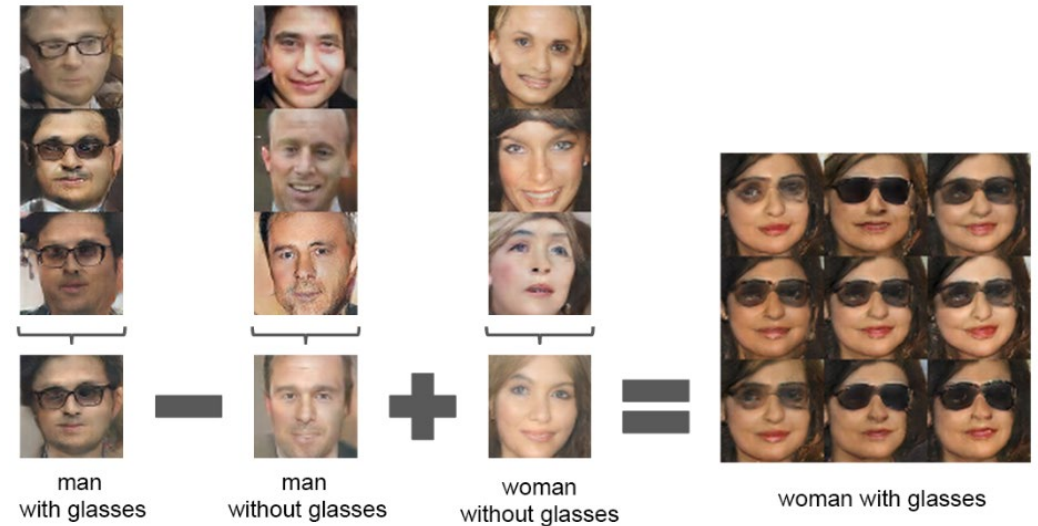 man
with glasses
man
without glasses
woman
without glasses
woman with glasses